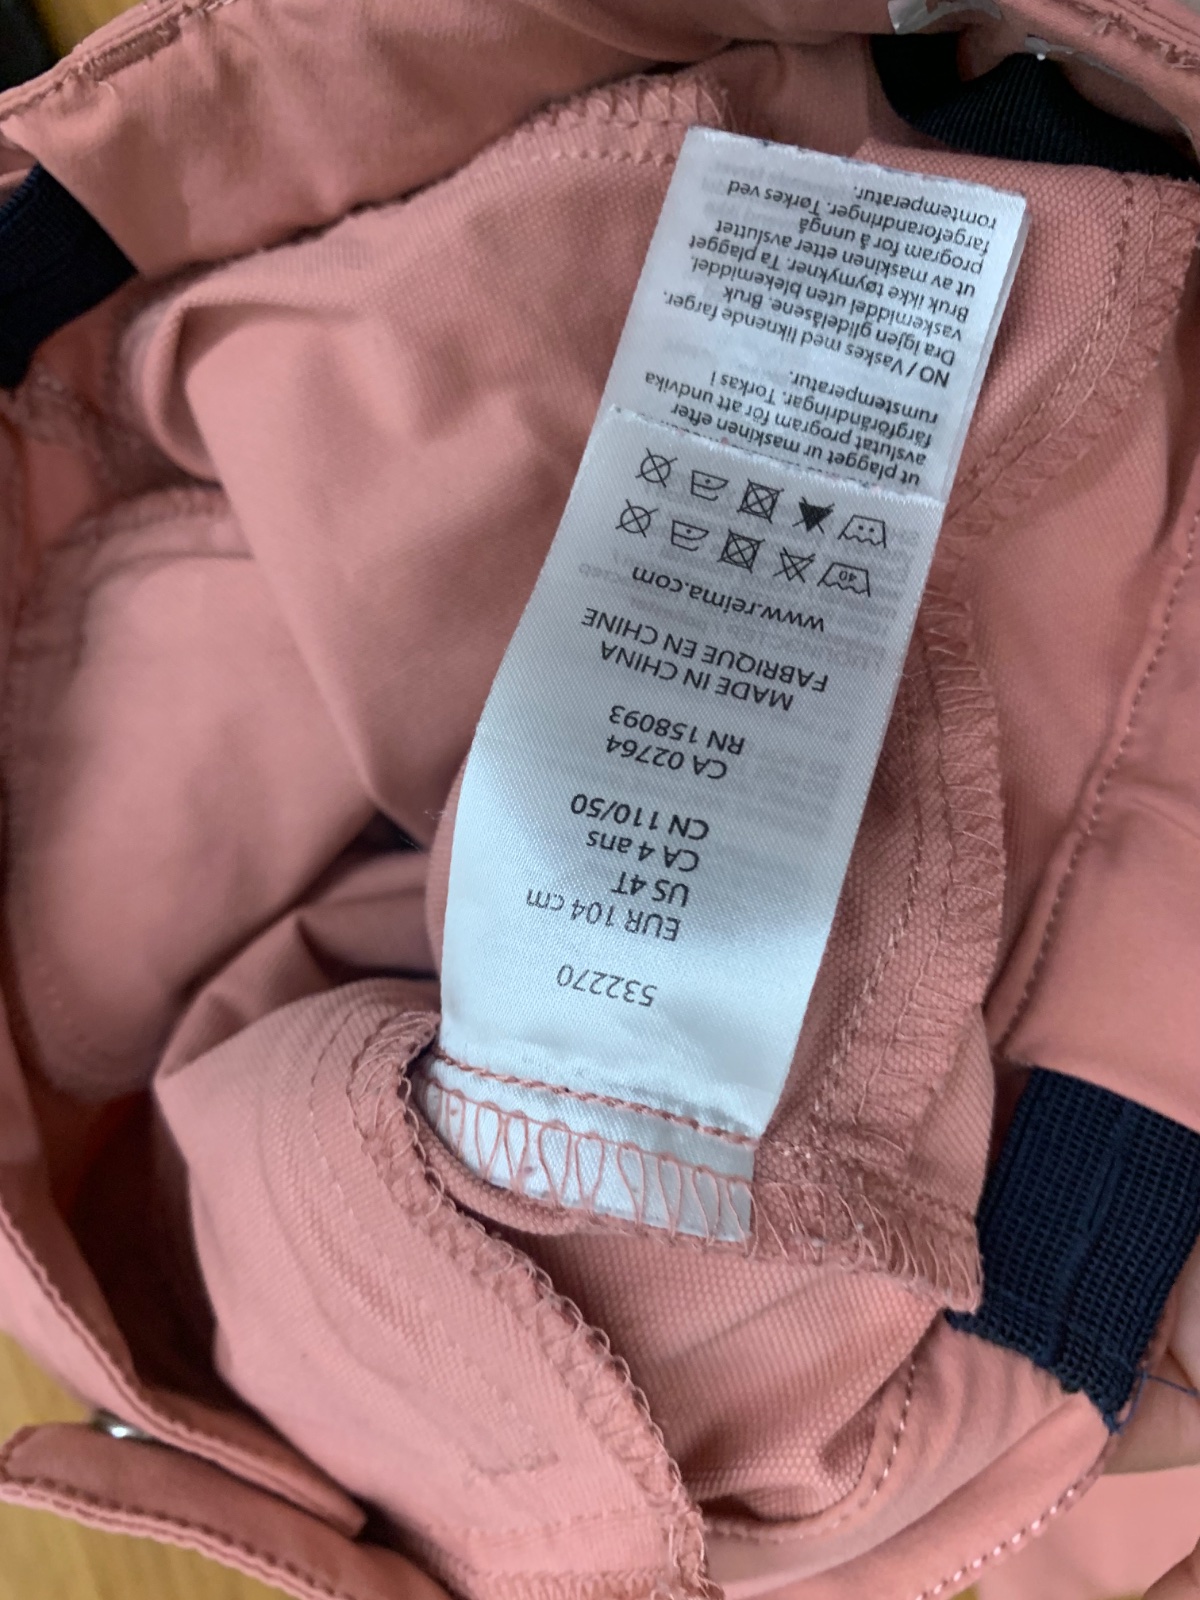 532270
EUR 104 cm
US 4T
CA 4 ans
CN 110/50
CA 02764
RN 158093
MADE IN CHINA
FABRIQUE EN CHINE
www.reima.com
40
ut plagget ur maskinen efter
avslutat program för att undvika
färgförändringar. Torkas i
rumstemperatur.
NO / Vaskes med liknende farger.
Dra igjen glidelåsene. Bruk
vaskemiddel uten blekemiddel.
Bruk ikke tøymykner. Ta plagget
ut av maskinen etter avsluttet
program for å unngå
fargeforandringer. Tørkes ved
romtemperatur.